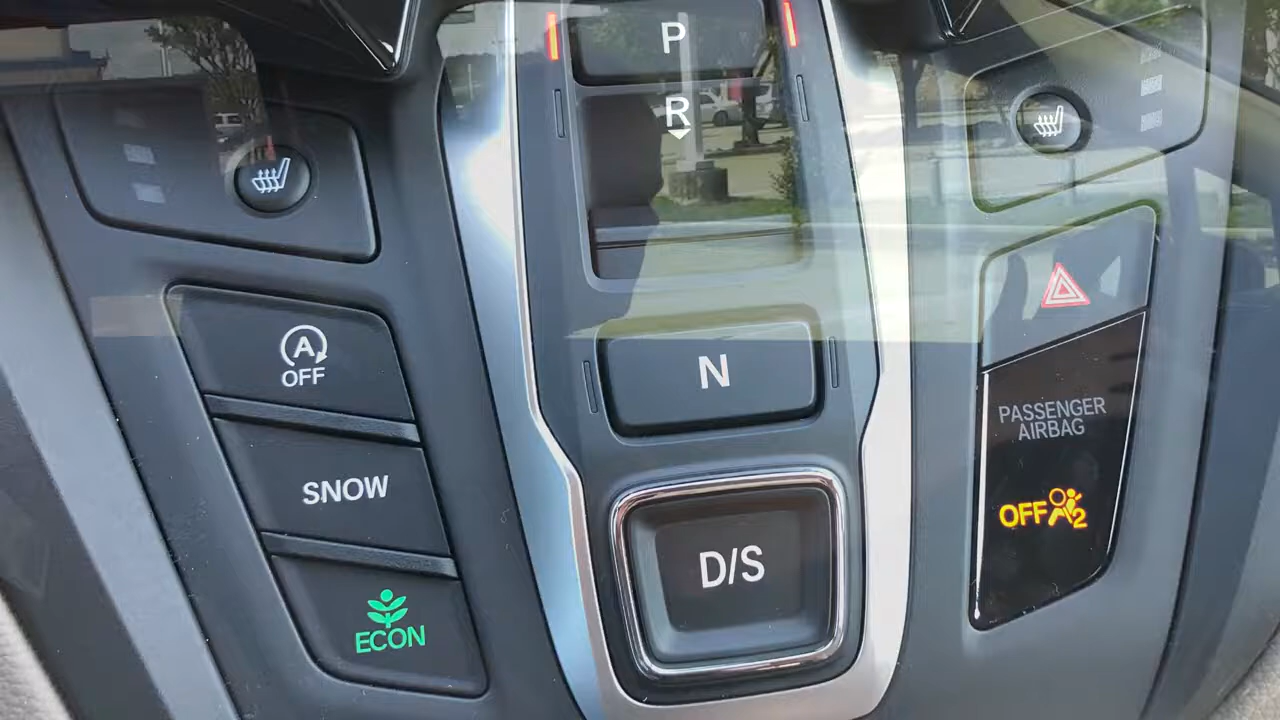 P
R
A
OFF
N
PASSENGER
AIRBAG
SNOW
OFF 2
D/S
ECON